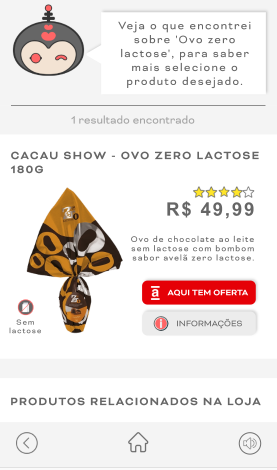 Veja o que encontrei
sobre 'Ovo zero
lactose', para saber
mais selecione o
produto desejado.
1 resultado encontrado
CACAU SHOW - OVO ZERO LACTOSE
180G
R$ 49,99
Ovo de chocolate ao leite
sem lactose com bombom
sabor avelã zero lactose.
Sem
lactose
a AQUI TEM OFERTA
i INFORMAÇÕES
PRODUTOS RELACIONADOS NA LOJA